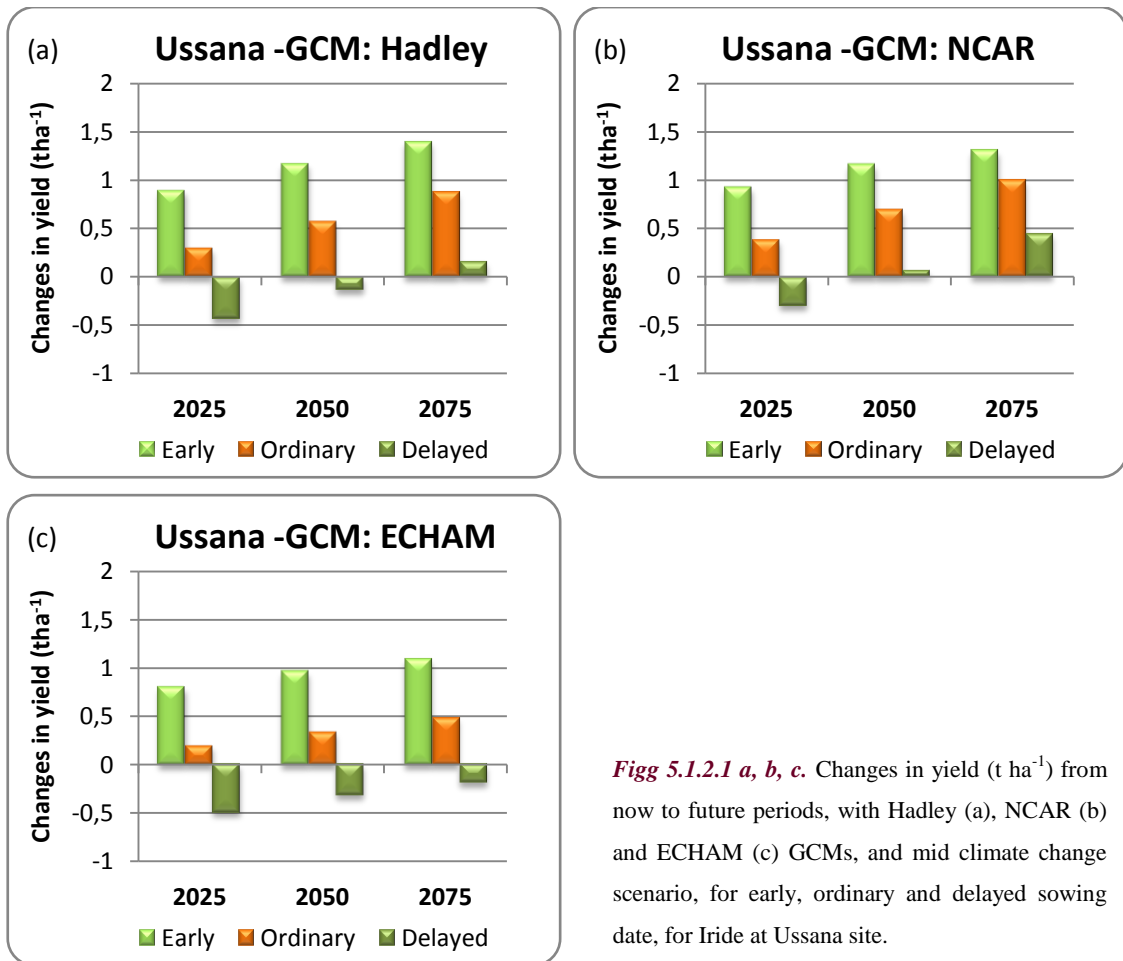 (a) Ussana -GCM: Hadley
Changes in yield (tha⁻¹)
2
1,5
1
0,5
0
-0,5
-1
2025 2050 2075
Early Ordinary Delayed
(b) Ussana -GCM: NCAR
Changes in yield (tha⁻¹)
2
1,5
1
0,5
0
-0,5
-1
2025 2050 2075
Early Ordinary Delayed
(c) Ussana -GCM: ECHAM
Changes in yield (tha⁻¹)
2
1,5
1
0,5
0
-0,5
-1
2025 2050 2075
Early Ordinary Delayed
Figg 5.1.2.1 a, b, c. Changes in yield (t ha⁻¹) from
now to future periods, with Hadley (a), NCAR (b)
and ECHAM (c) GCMs, and mid climate change
scenario, for early, ordinary and delayed sowing
date, for Iride at Ussana site.